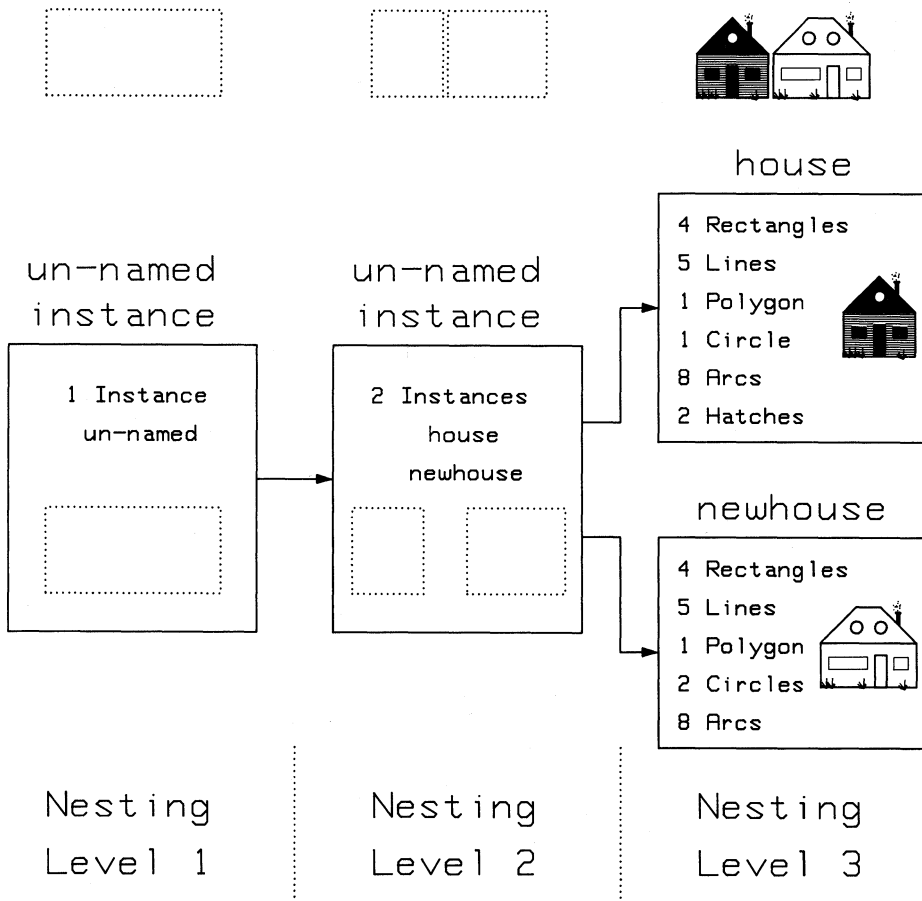 un-named
instance
1 Instance
un-named
un-named
instance
2 Instances
house
newhouse
house
4 Rectangles
5 Lines
1 Polygon
1 Circle
8 Arcs
2 Hatches
newhouse
4 Rectangles
5 Lines
1 Polygon
2 Circles
8 Arcs
Nesting
Level 1
Nesting
Level 2
Nesting
Level 3